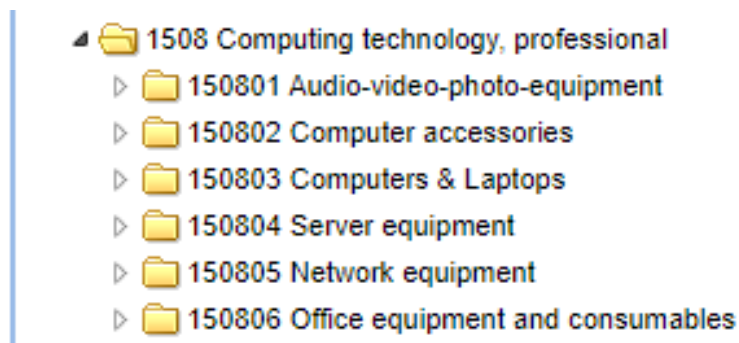 1508 Computing technology, professional
150801 Audio-video-photo-equipment
150802 Computer accessories
150803 Computers & Laptops
150804 Server equipment
150805 Network equipment
150806 Office equipment and consumables